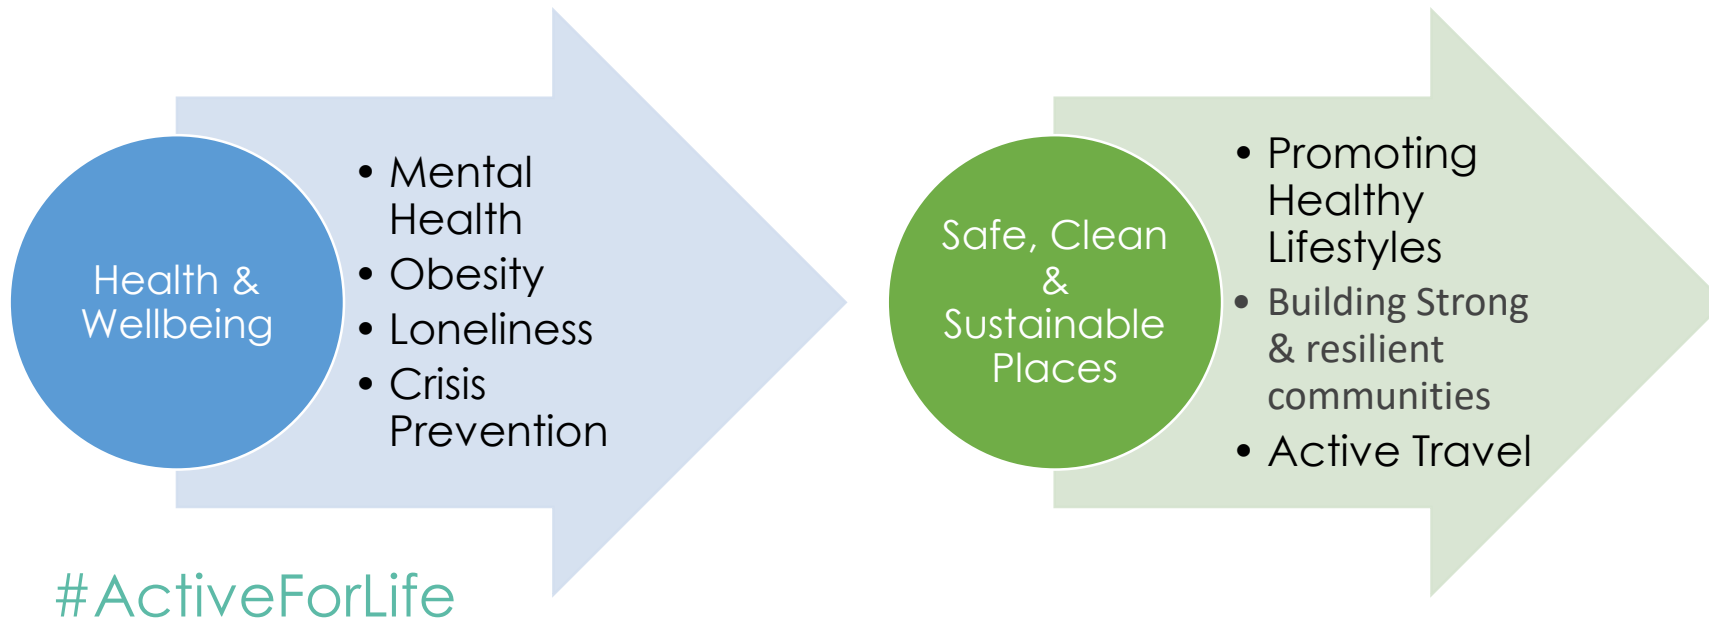 Health &
Wellbeing
• Mental
Health
• Obesity
• Loneliness
• Crisis
Prevention
Safe, Clean
&
Sustainable
Places
• Promoting
Healthy
Lifestyles
• Building Strong
& resilient
communities
• Active Travel
#ActiveForLife